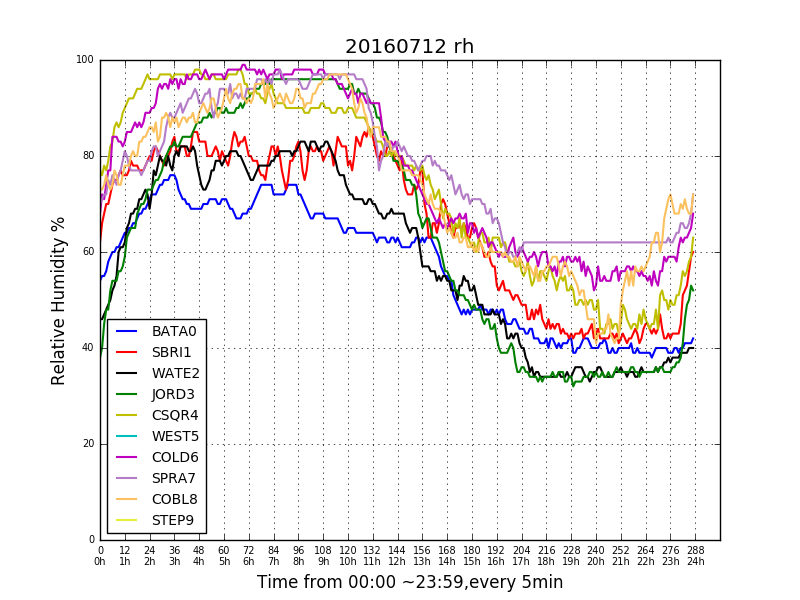 20160712 rh
Relative Humidity %
100
80
60
40
20
0
BATA0
SBRI1
WATE2
JORD3
CSQR4
WEST5
COLD6
SPRA7
COBL8
STEP9
0 12 24 36 48 60 72 84 96 108 120 132 144 156 168 180 192 204 216 228 240 252 264 276 288
0h 1h 2h 3h 4h 5h 6h 7h 8h 9h 10h 11h 12h 13h 14h 15h 16h 17h 18h 19h 20h 21h 22h 23h 24h
Time from 00:00 ~23:59,every 5min